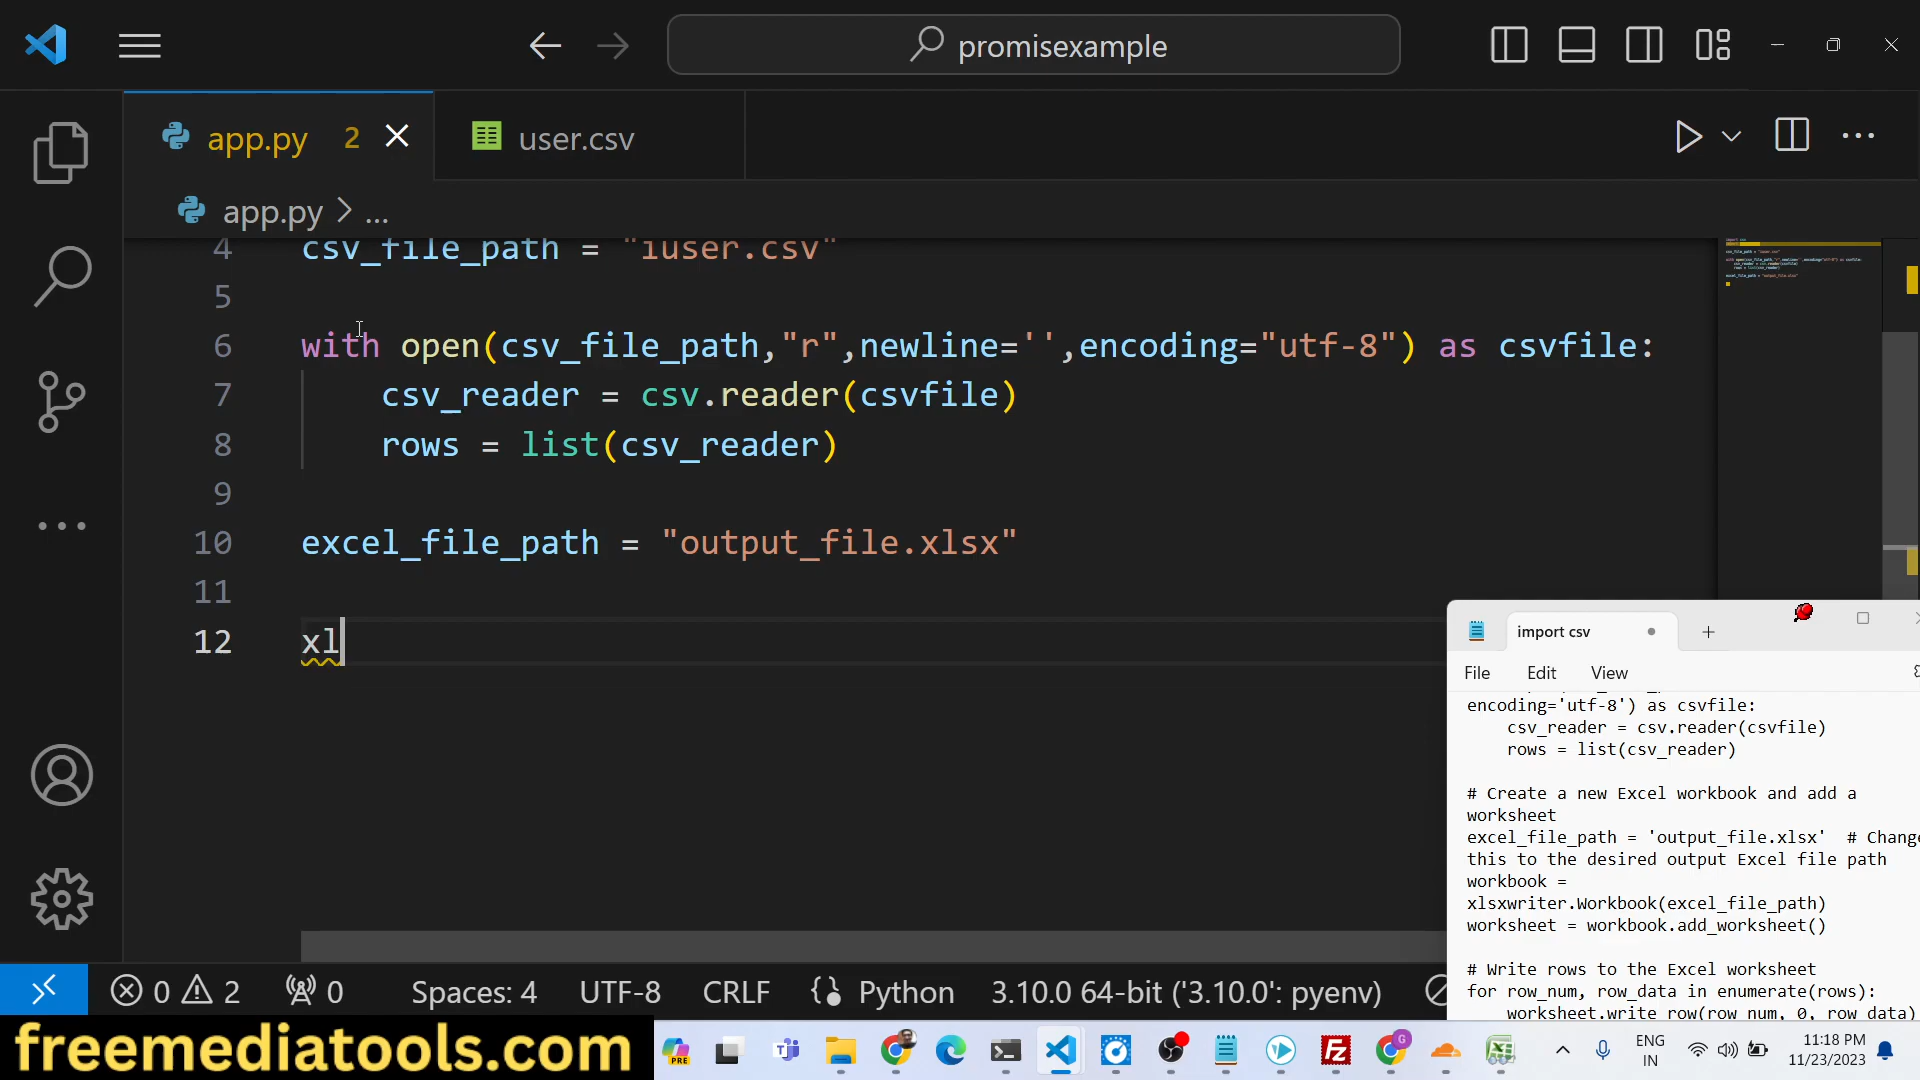 promisexample
app.py 2
user.csv
app.py > ...
4 csv_file_path = "iuser.csv"
5
6 with open(csv_file_path,"r",newline='',encoding="utf-8") as csvfile:
7 csv_reader = csv.reader(csvfile)
8 rows = list(csv_reader)
9
10 excel_file_path = "output_file.xlsx"
11
12 xl
import csv
File Edit View
encoding='utf-8') as csvfile:
csv_reader = csv.reader(csvfile)
rows = list(csv_reader)
# Create a new Excel workbook and add a
worksheet
excel_file_path = 'output_file.xlsx' # Change
this to the desired output Excel file path
workbook =
xlsxwriter.Workbook(excel_file_path)
worksheet = workbook.add_worksheet()
# Write rows to the Excel worksheet
for row_num, row_data in enumerate(rows):
worksheet.write_row(row_num, 0, row_data)
0 2 0 Spaces: 4 UTF-8 CRLF Python 3.10.0 64-bit ('3.10.0': pyenv)
freemediatools.com
PRE
ENG
IN
11:18 PM
11/23/2023